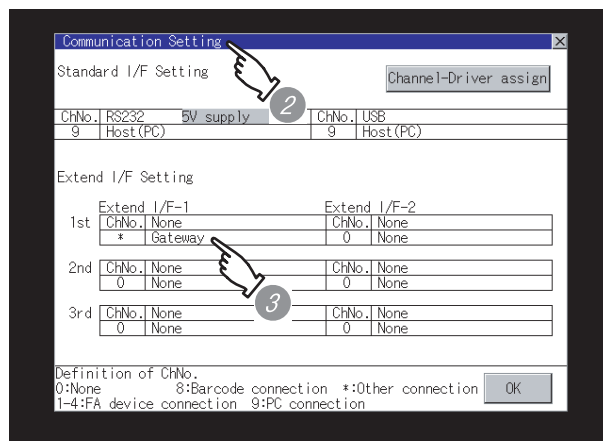 Communication Setting ×
Standard I/F Setting
Channel-Driver assign
2
ChNo. RS232 5V supply ChNo. USB
9 Host(PC) 9 Host(PC)
Extend I/F Setting
Extend I/F-1 Extend I/F-2
1st ChNo. None ChNo. None
* Gateway 0 None
2nd ChNo. None ChNo. None
0 None 0 None
3
3rd ChNo. None ChNo. None
0 None 0 None
Definition of ChNo.
0:None 8:Barcode connection *:Other connection OK
1-4:FA device connection 9:PC connection